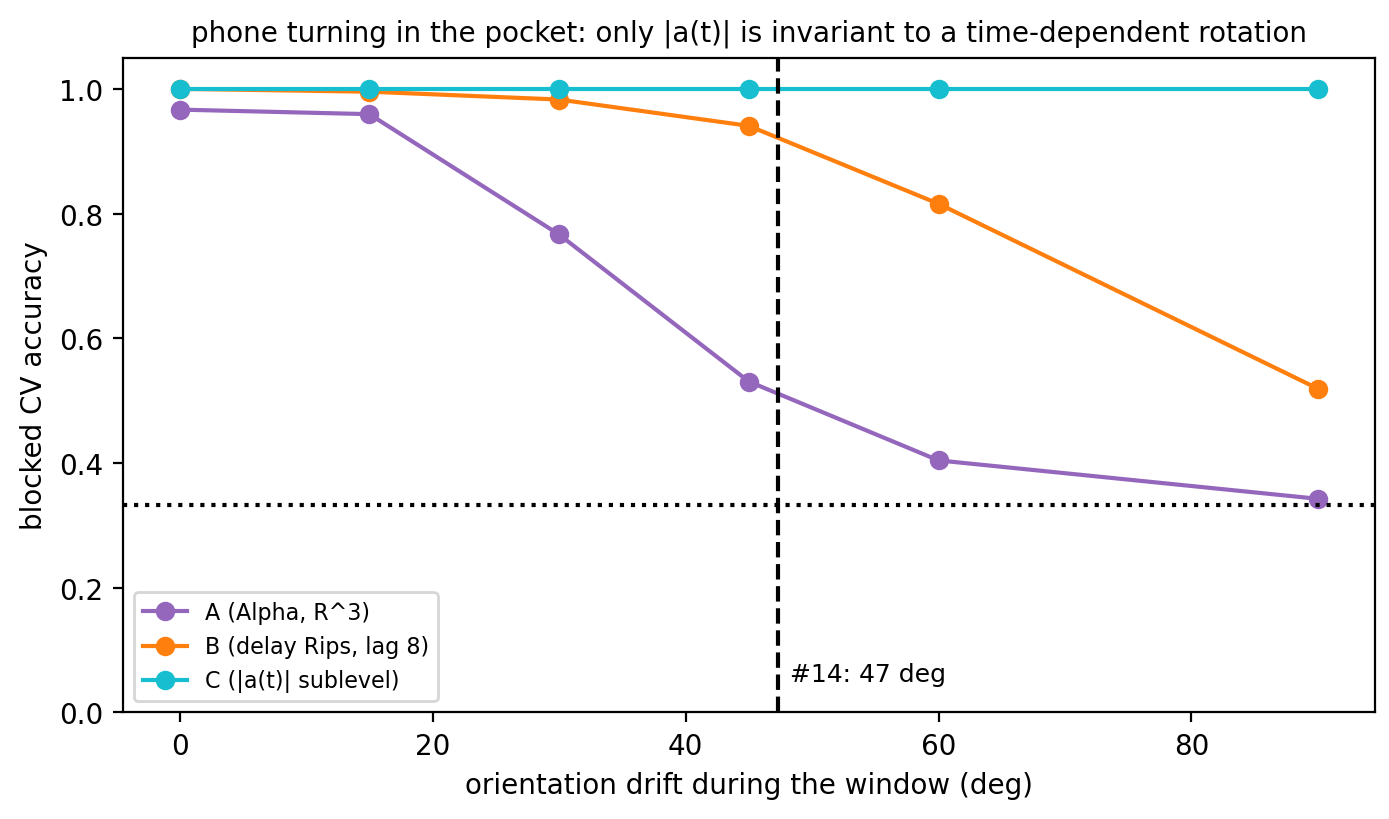 phone turning in the pocket: only |a(t)| is invariant to a time-dependent rotation
blocked CV accuracy
1.0
0.8
0.6
0.4
0.2
0.0
A (Alpha, R^3)
B (delay Rips, lag 8)
C (|a(t)| sublevel)
#14: 47 deg
0 20 40 60 80
orientation drift during the window (deg)